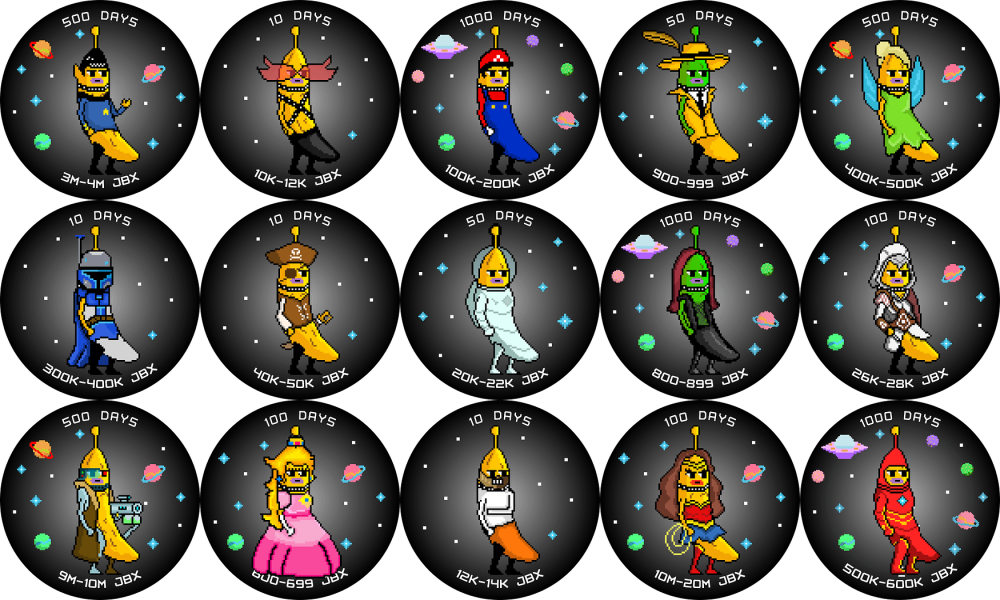 500 DAYS
3M-4M JBX
10 DAYS
10K-12K JBX
1000 DAYS
100K-200K JBX
50 DAYS
900-999 JBX
500 DAYS
400K-500K JBX
10 DAYS
300K-400K JBX
10 DAYS
40K-50K JBX
50 DAYS
20K-22K JBX
1000 DAYS
800-899 JBX
100 DAYS
26K-28K JBX
500 DAYS
9M-10M JBX
100 DAYS
600-699 JBX
10 DAYS
12K-14K JBX
100 DAYS
10M-20M JBX
1000 DAYS
500K-600K JBX